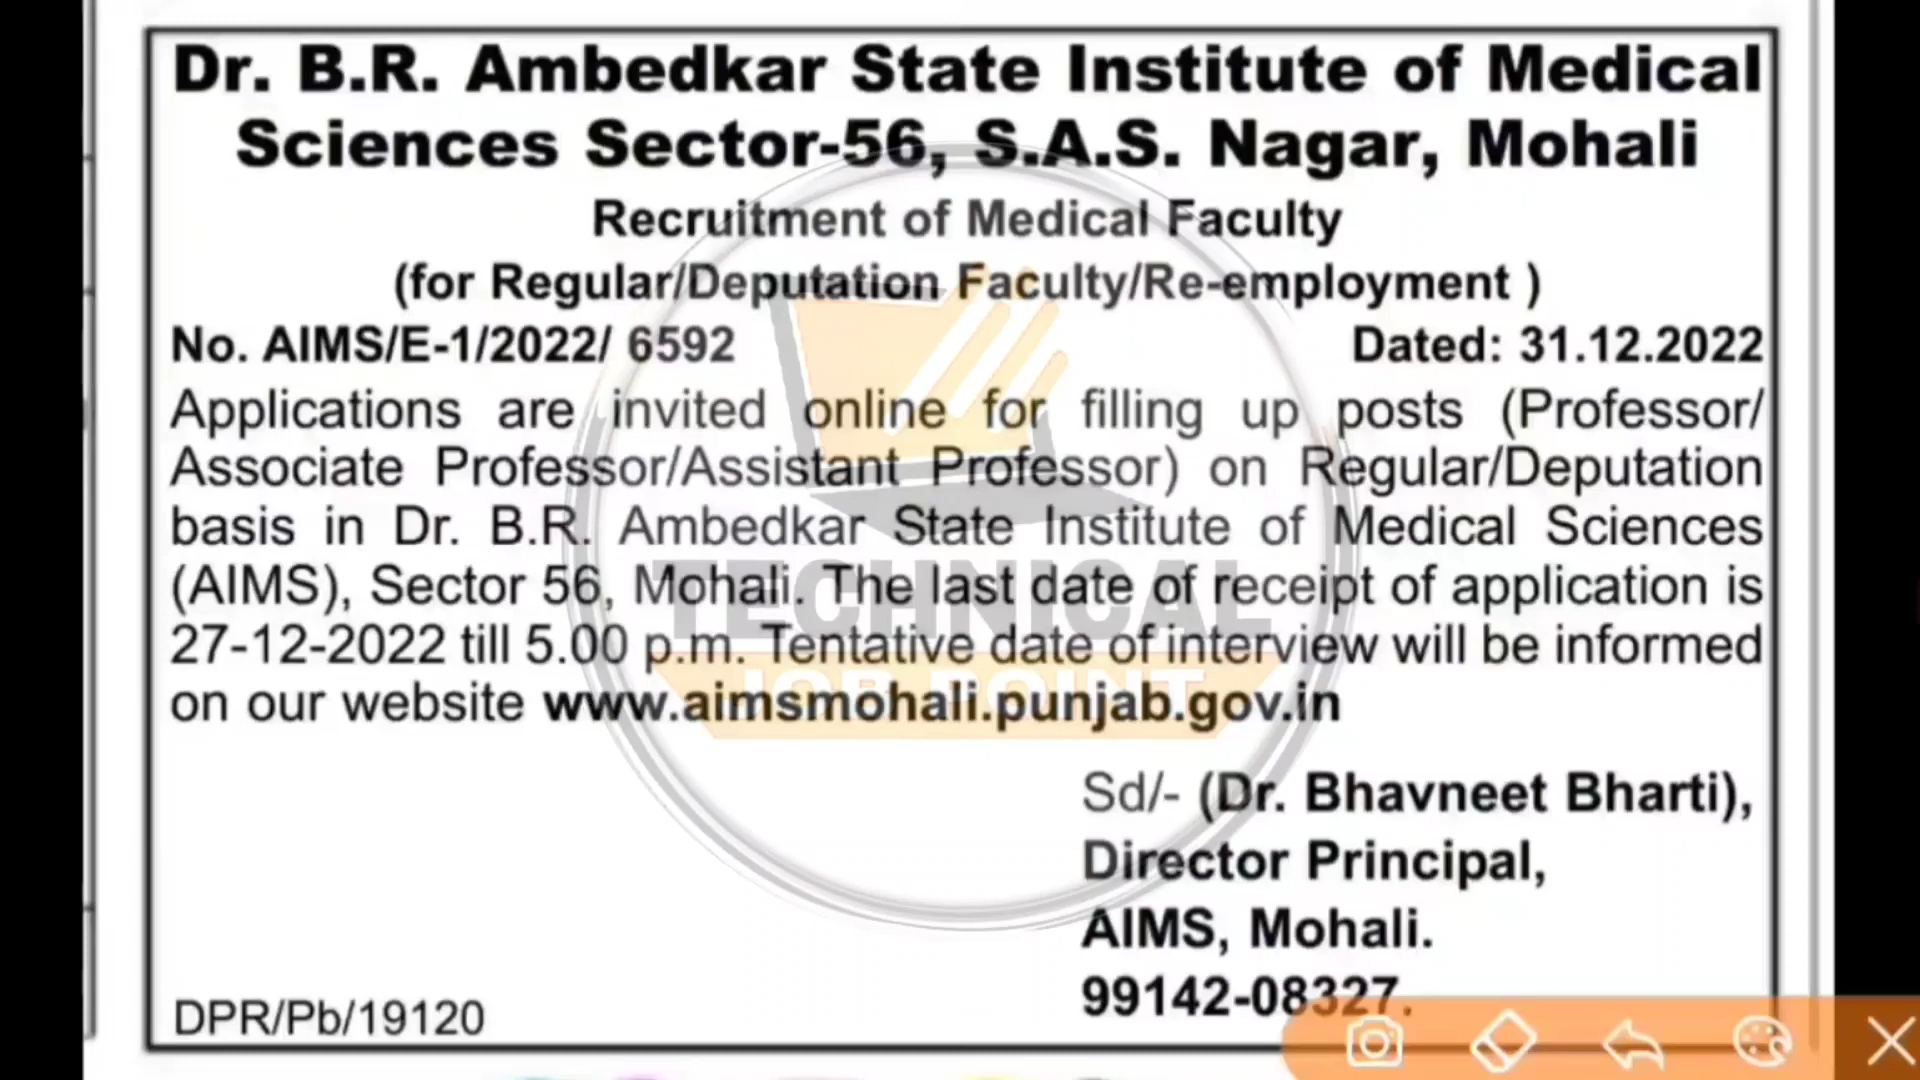 Dr. B.R. Ambedkar State Institute of Medical
Sciences Sector-56, S.A.S. Nagar, Mohali
Recruitment of Medical Faculty
(for Regular/Deputation Faculty/Re-employment )
No. AIMS/E-1/2022/ 6592 Dated: 31.12.2022
Applications are invited online for filling up posts (Professor/
Associate Professor/Assistant Professor) on Regular/Deputation
basis in Dr. B.R. Ambedkar State Institute of Medical Sciences
(AIMS), Sector 56, Mohali. The last date of receipt of application is
27-12-2022 till 5.00 p.m. Tentative date of interview will be informed
on our website www.aimsmohali.punjab.gov.in
TECHNICAL
JOB POINT
Sd/- (Dr. Bhavneet Bharti),
Director Principal,
AIMS, Mohali.
99142-08327.
DPR/Pb/19120